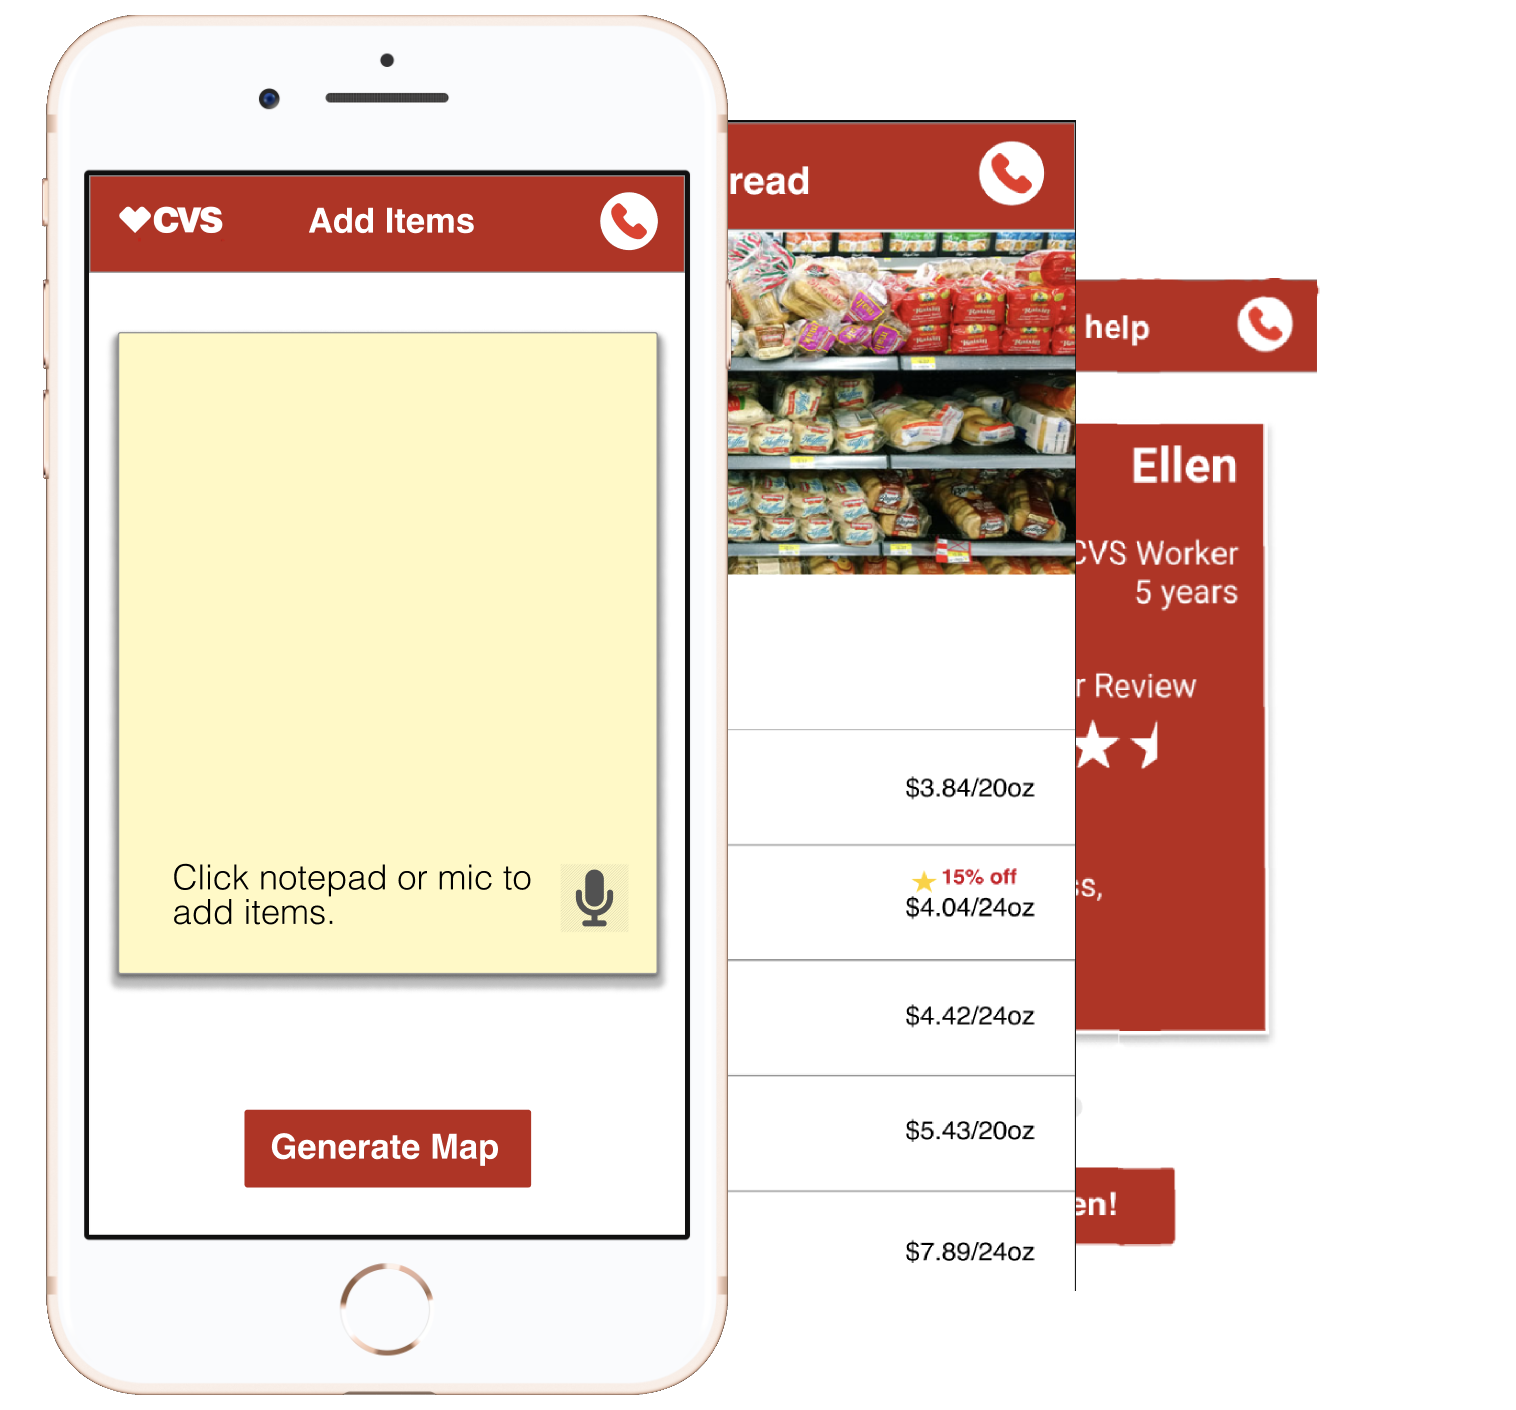 CVS
Add Items
Click notepad or mic to
add items.
Generate Map
read
$3.84/20oz
15% off
$4.04/24oz
$4.42/24oz
$5.43/20oz
$7.89/24oz
help
Ellen
CVS Worker
5 years
r Review
ss,
en!